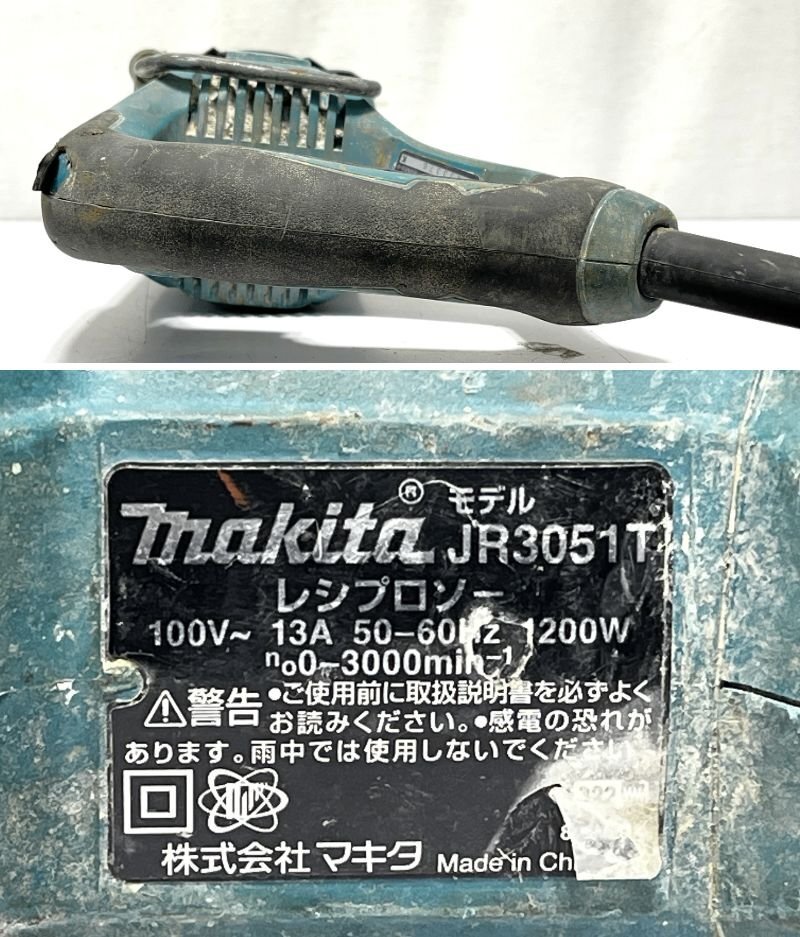 makita® モデル
JR3051T
レシプロソー
100V~ 13A 50-60Hz 1200W
n₀0-3000min⁻¹
⚠警告 ●ご使用前に取扱説明書を必ずよく
お読みください。●感電の恐れが
あります。雨中では使用しないでください
株式会社 マキタ Made in Ch